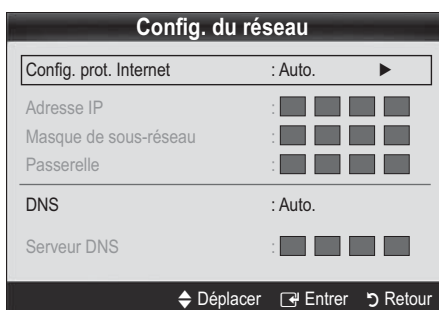 Config. du réseau
Config. prot. Internet : Auto. ►
Adresse IP :
Masque de sous-réseau :
Passerelle :
DNS : Auto.
Serveur DNS :
Déplacer Entrer Retour